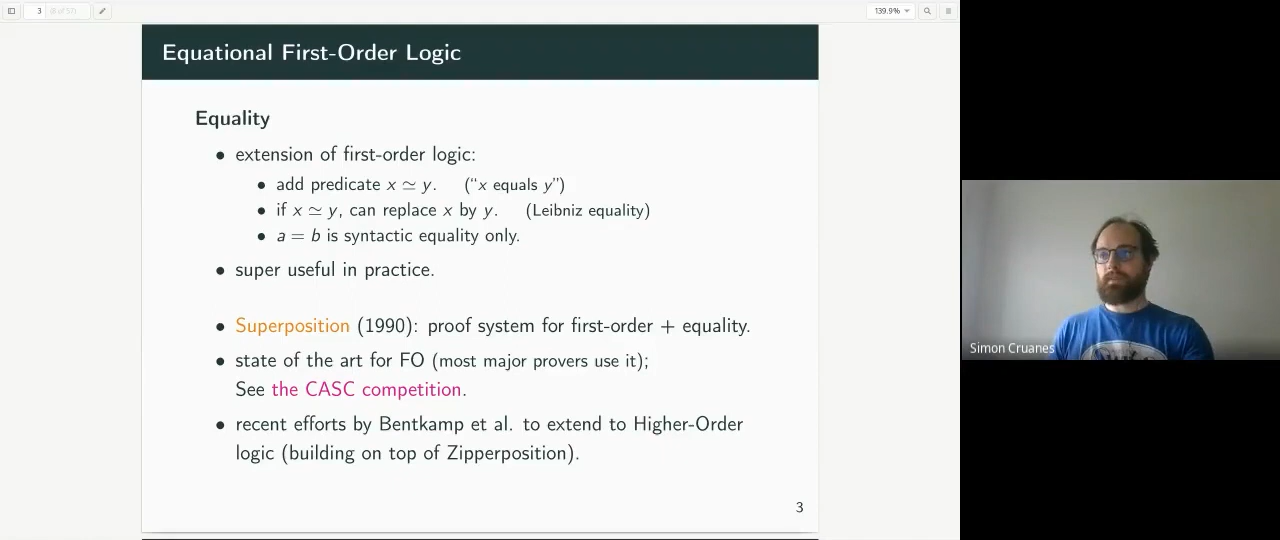 3 (6 of 57)
139.9%
Equational First-Order Logic
Equality
• extension of first-order logic:
• add predicate x ≃ y. (“x equals y”)
• if x ≃ y, can replace x by y. (Leibniz equality)
• a = b is syntactic equality only.
• super useful in practice.
• Superposition (1990): proof system for first-order + equality.
• state of the art for FO (most major provers use it);
See the CASC competition.
• recent efforts by Bentkamp et al. to extend to Higher-Order
logic (building on top of Zipperposition).
3
Simon Cruanes